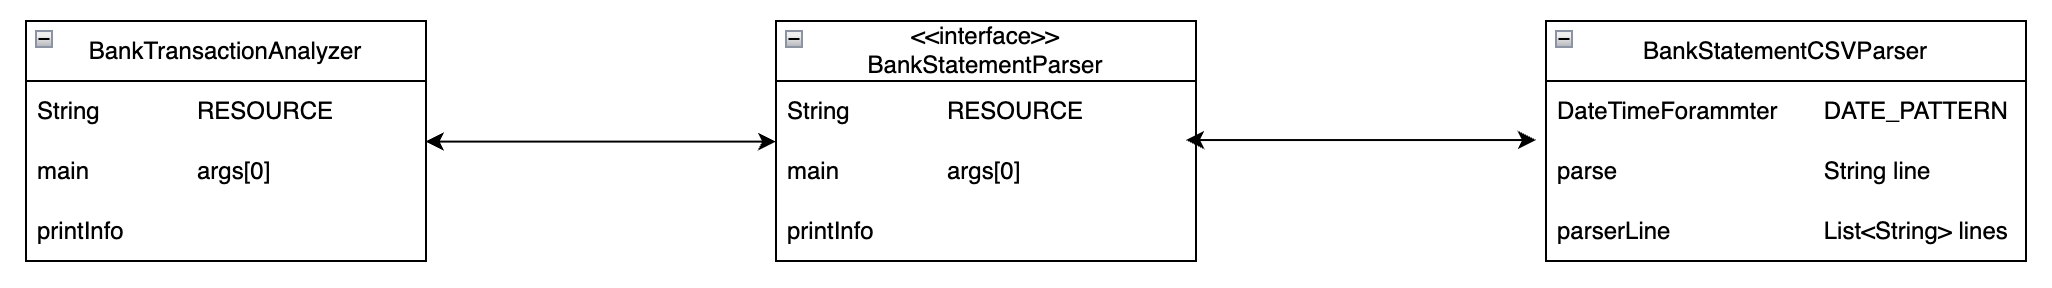 BankTransactionAnalyzer
String RESOURCE
main args[0]
printInfo
<<interface>>
BankStatementParser
String RESOURCE
main args[0]
printInfo
BankStatementCSVParser
DateTimeForammter DATE_PATTERN
parse String line
parserLine List<String> lines